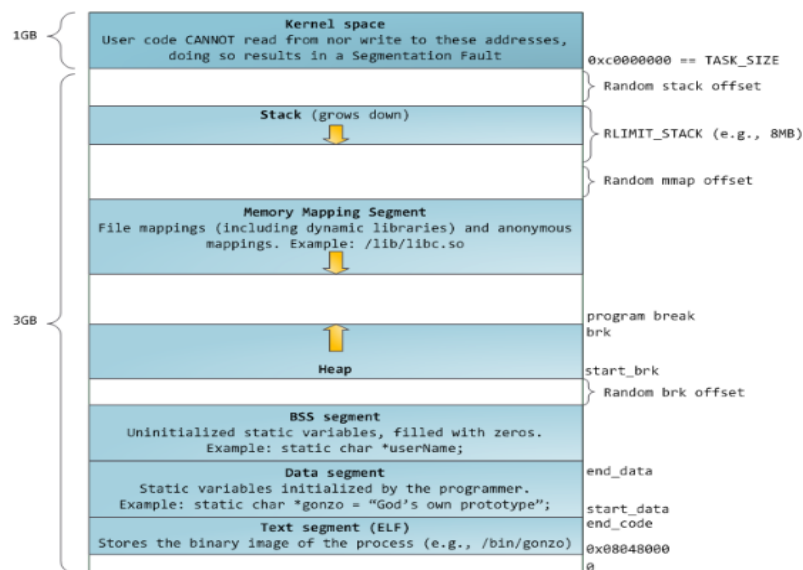 Kernel space
1GB
User code CANNOT read from nor write to these addresses,
doing so results in a Segmentation Fault
0xc0000000 == TASK_SIZE
Random stack offset
Stack (grows down)
RLIMIT_STACK (e.g., 8MB)
Random mmap offset
Memory Mapping Segment
File mappings (including dynamic libraries) and anonymous
mappings. Example: /lib/libc.so
3GB
program break
brk
Heap
start_brk
Random brk offset
BSS segment
Uninitialized static variables, filled with zeros.
Example: static char *userName;
Data segment
end_data
Static variables initialized by the programmer.
Example: static char *gonzo = “God’s own prototype”;
start_data
end_code
Text segment (ELF)
Stores the binary image of the process (e.g., /bin/gonzo)
0x08048000
0